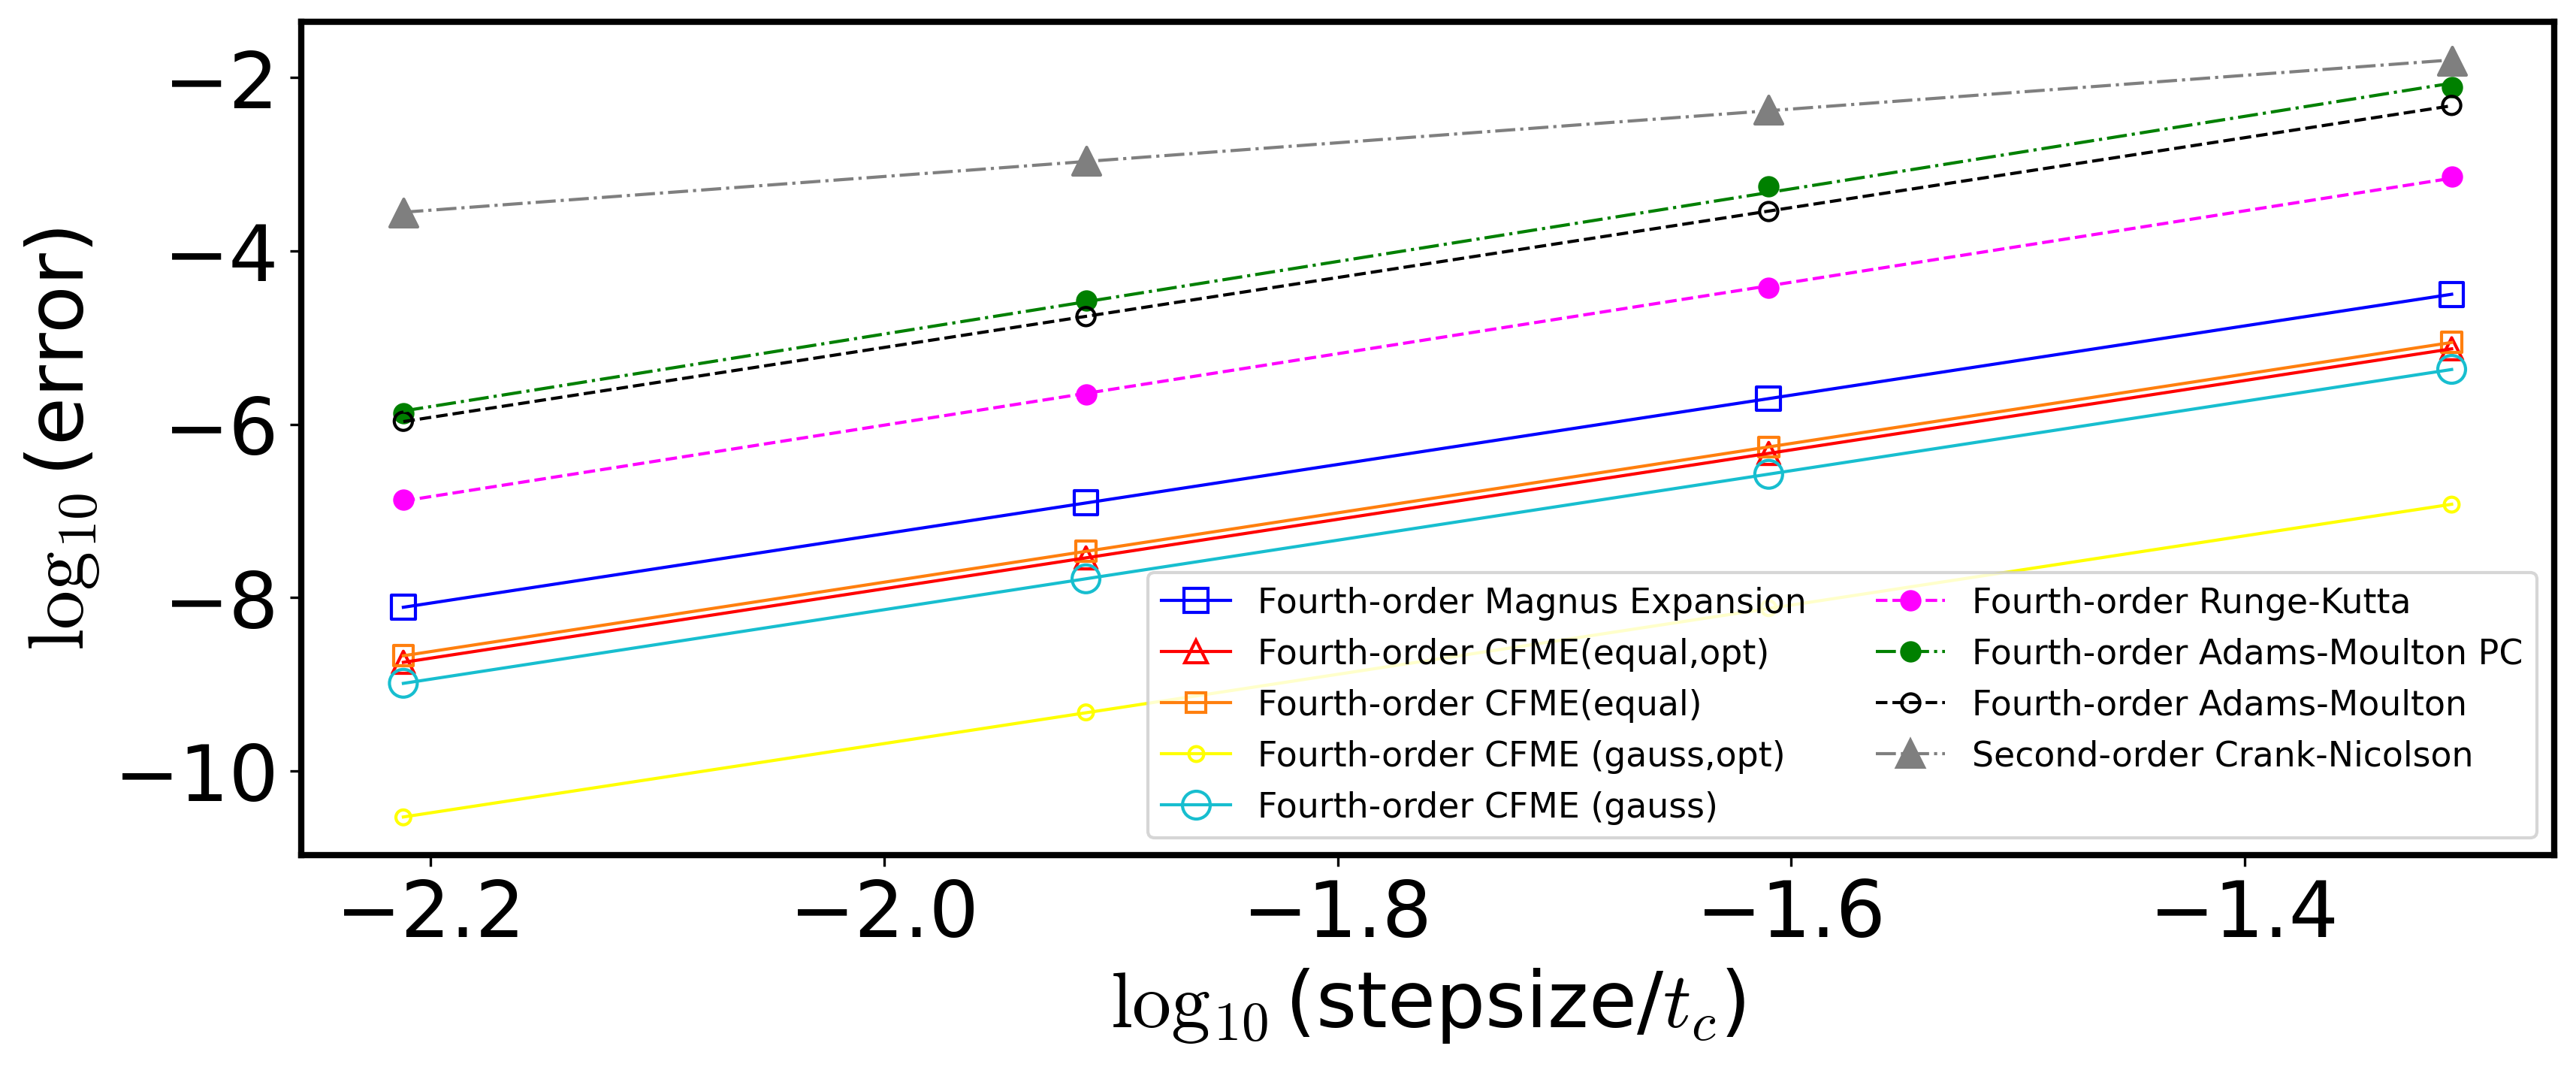 −2
−4
−6
−8
−10
log10 (error)
−2.2
−2.0
−1.8
−1.6
−1.4
log10 (stepsize/tc)
Fourth-order Magnus Expansion
Fourth-order CFME(equal,opt)
Fourth-order CFME(equal)
Fourth-order CFME (gauss,opt)
Fourth-order CFME (gauss)
Fourth-order Runge-Kutta
Fourth-order Adams-Moulton PC
Fourth-order Adams-Moulton
Second-order Crank-Nicolson